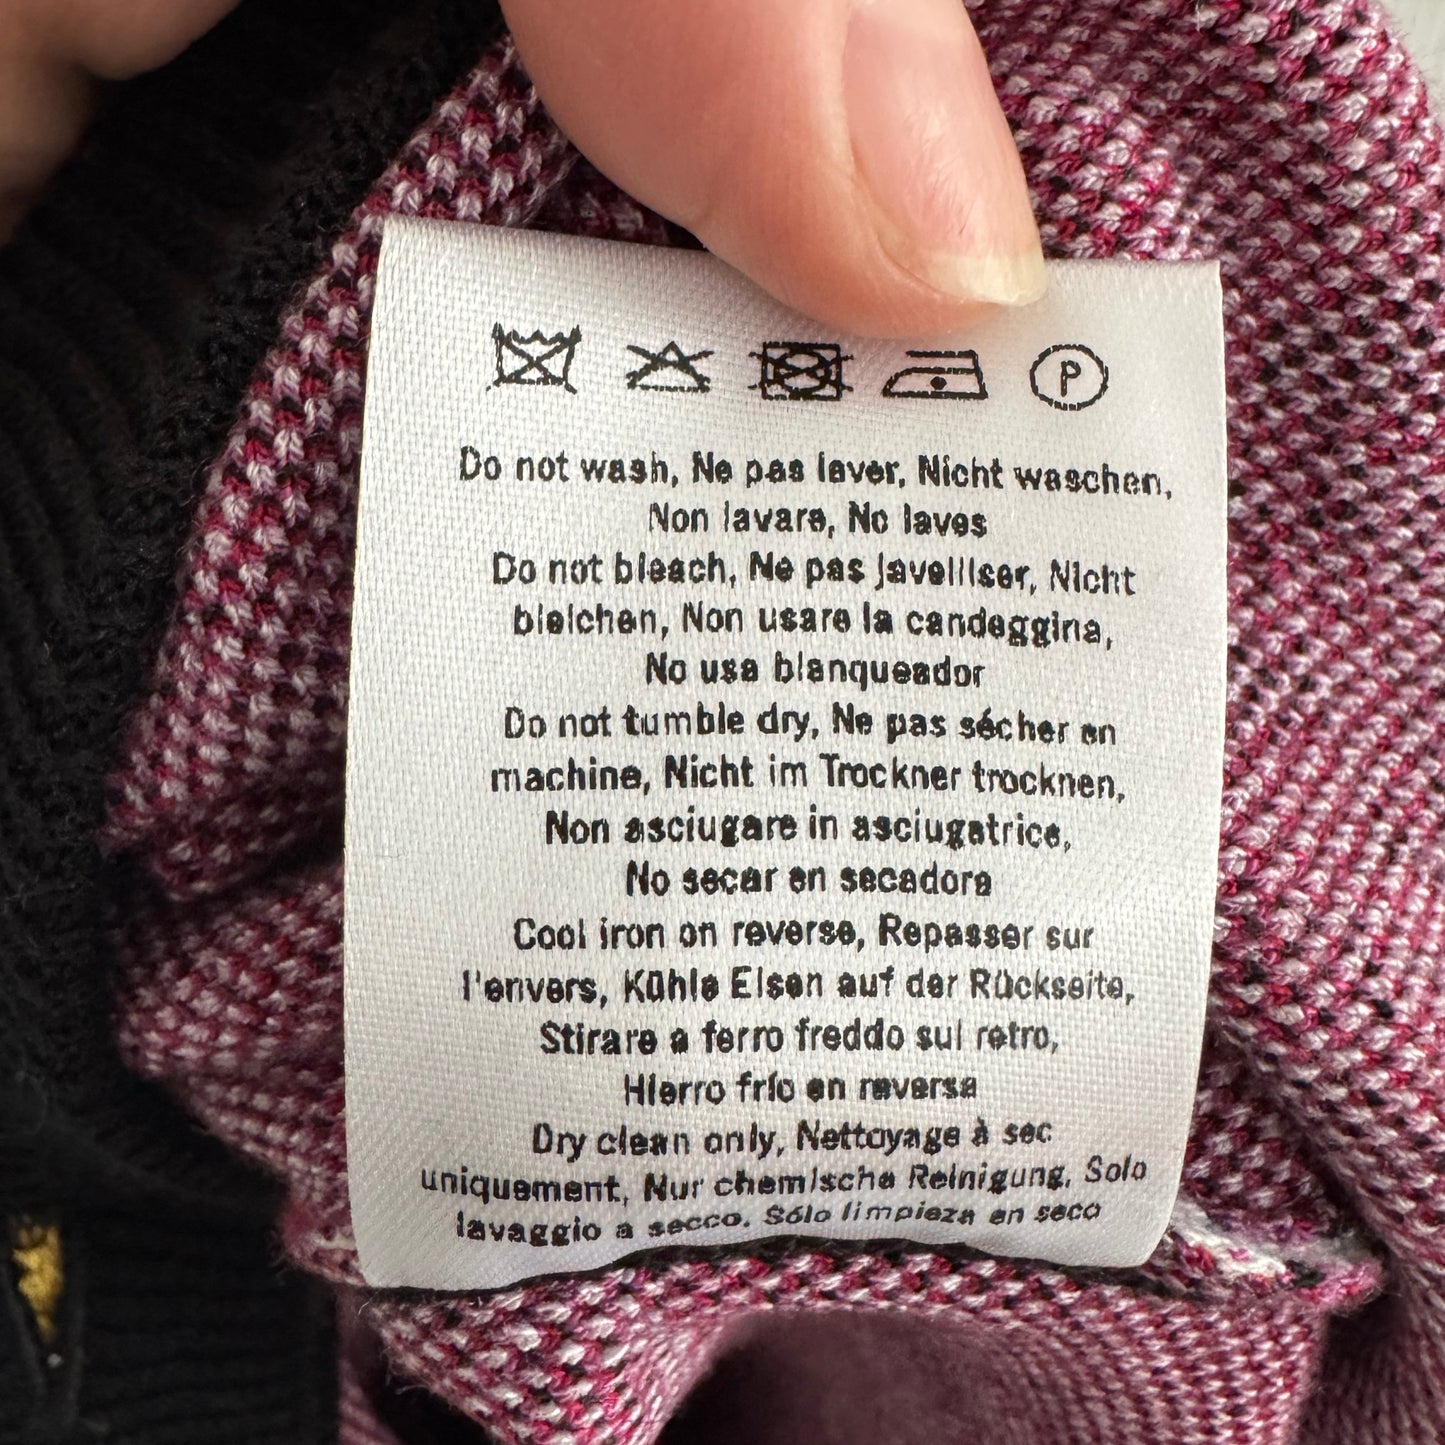 P
Do not wash, Ne pas laver, Nicht waschen,
Non lavare, No laves
Do not bleach, Ne pas javelliser, Nicht
bleichen, Non usare la candeggina,
No usa blanqueador
Do not tumble dry, Ne pas sécher en
machine, Nicht im Trockner trocknen,
Non asciugare in asciugatrice,
No secar en secadora
Cool iron on reverse, Repasser sur
l'envers, Kühle Eisen auf der Rückseite,
Stirare a ferro freddo sul retro,
Hierro frío en reversa
Dry clean only, Nettoyage à sec
uniquement, Nur chemische Reinigung, Solo
lavaggio a secco. Sólo limpieza en seco